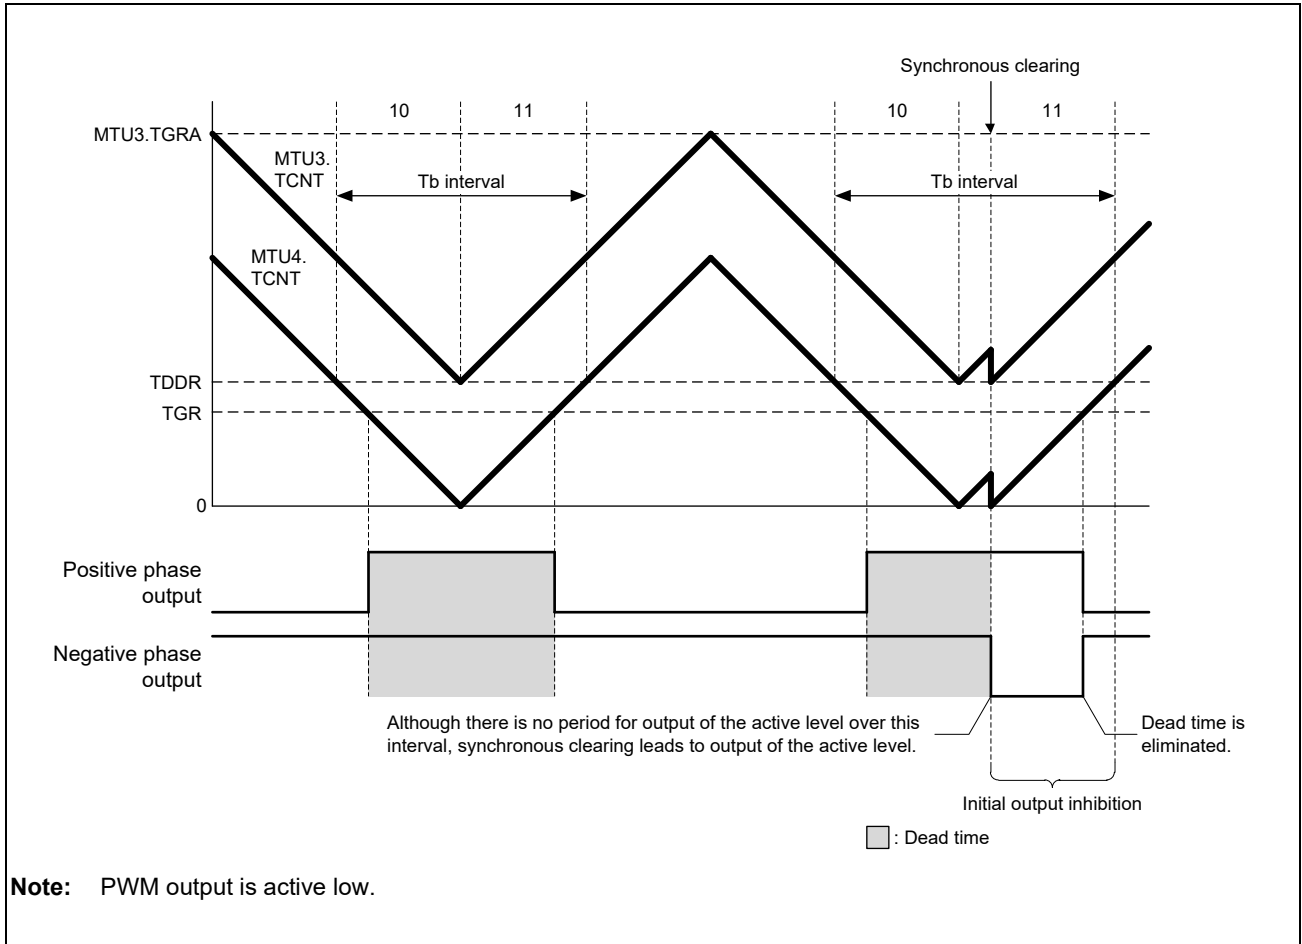 Synchronous clearing
10
11
10
11
MTU3.TGRA
MTU3.
TCNT
Tb interval
Tb interval
MTU4.
TCNT
TDDR
TGR
0
Positive phase
output
Negative phase
output
Although there is no period for output of the active level over this
interval, synchronous clearing leads to output of the active level.
Dead time is
eliminated.
Initial output inhibition
: Dead time
Note: PWM output is active low.